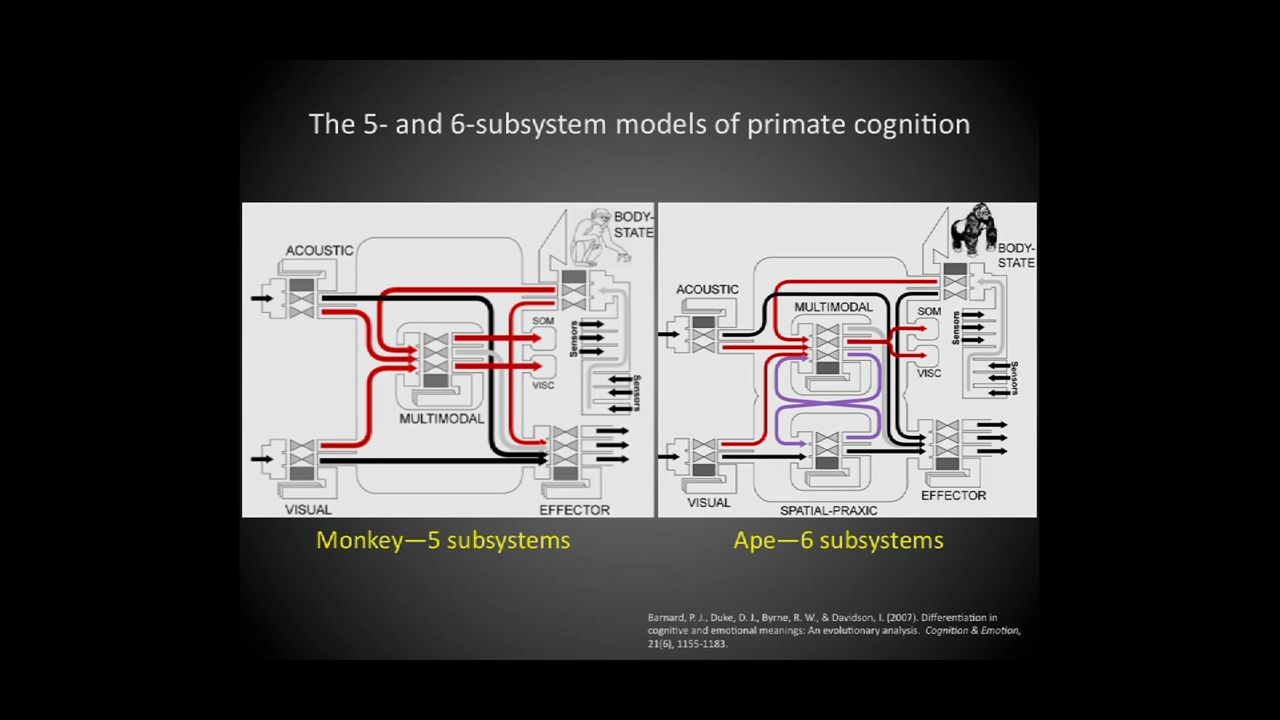 The 5- and 6-subsystem models of primate cognition
BODY-
STATE
ACOUSTIC
SOM
VISC
Sensors
Sensors
MULTIMODAL
VISUAL
EFFECTOR
BODY-
STATE
ACOUSTIC
MULTIMODAL
SOM
VISC
Sensors
Sensors
VISUAL
SPATIAL-PRAXIC
EFFECTOR
Monkey—5 subsystems
Ape—6 subsystems
Barnard, P. J., Duke, D. J., Byrne, R. W., & Davidson, I. (2007). Differentiation in
cognitive and emotional meanings: An evolutionary analysis. Cognition & Emotion,
21(6), 1155-1183.